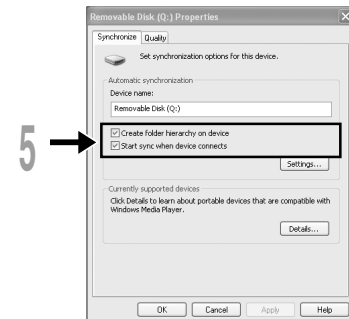 Removable Disk (Q:) Properties
Synchronize Quality
Set synchronization options for this device.
Automatic synchronization
Device name:
Removable Disk (Q:)
5
Create folder hierarchy on device
Start sync when device connects
Settings...
Currently supported devices
Click Details to learn about portable devices that are compatible with
Windows Media Player.
Details...
OK Cancel Apply Help